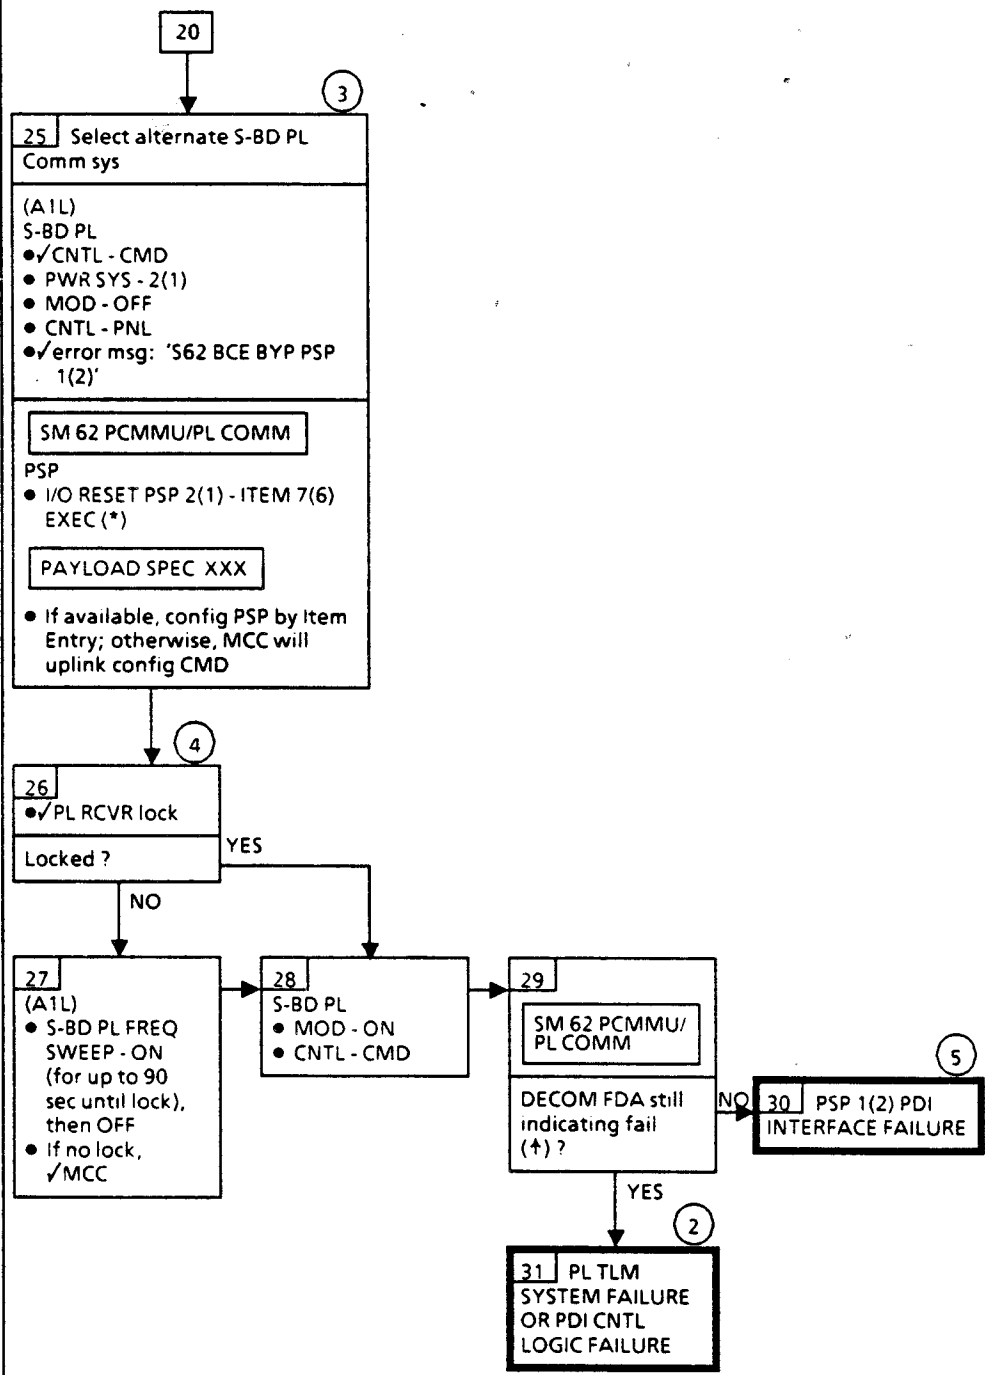 20
3
25 Select alternate S-BD PL
Comm sys
(A1L)
S-BD PL
●✓CNTL - CMD
● PWR SYS - 2(1)
● MOD - OFF
● CNTL - PNL
●✓error msg: 'S62 BCE BYP PSP
1(2)'
SM 62 PCMMU/PL COMM
PSP
● I/O RESET PSP 2(1) - ITEM 7(6)
EXEC (*)
PAYLOAD SPEC XXX
● If available, config PSP by Item
Entry; otherwise, MCC will
uplink config CMD
4
26
●✓PL RCVR lock
Locked ?
YES
NO
27
(A1L)
● S-BD PL FREQ
SWEEP - ON
(for up to 90
sec until lock),
then OFF
● If no lock,
✓MCC
28
S-BD PL
● MOD - ON
● CNTL - CMD
29
SM 62 PCMMU/
PL COMM
DECOM FDA still
indicating fail
(↑) ?
NO
5
30 PSP 1(2) PDI
INTERFACE FAILURE
YES
2
31 PL TLM
SYSTEM FAILURE
OR PDI CNTL
LOGIC FAILURE